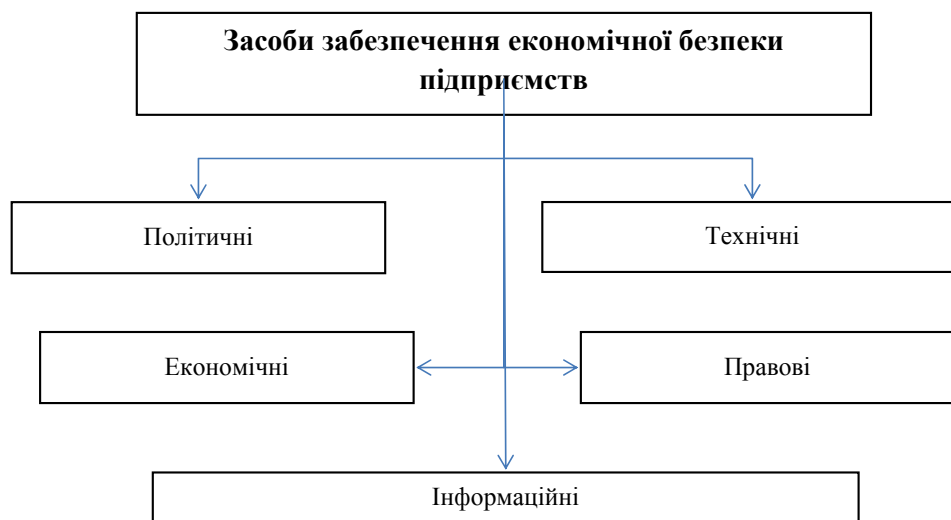 Засоби забезпечення економічної безпеки
підприємств
Політичні
Технічні
Економічні
Правові
Інформаційні